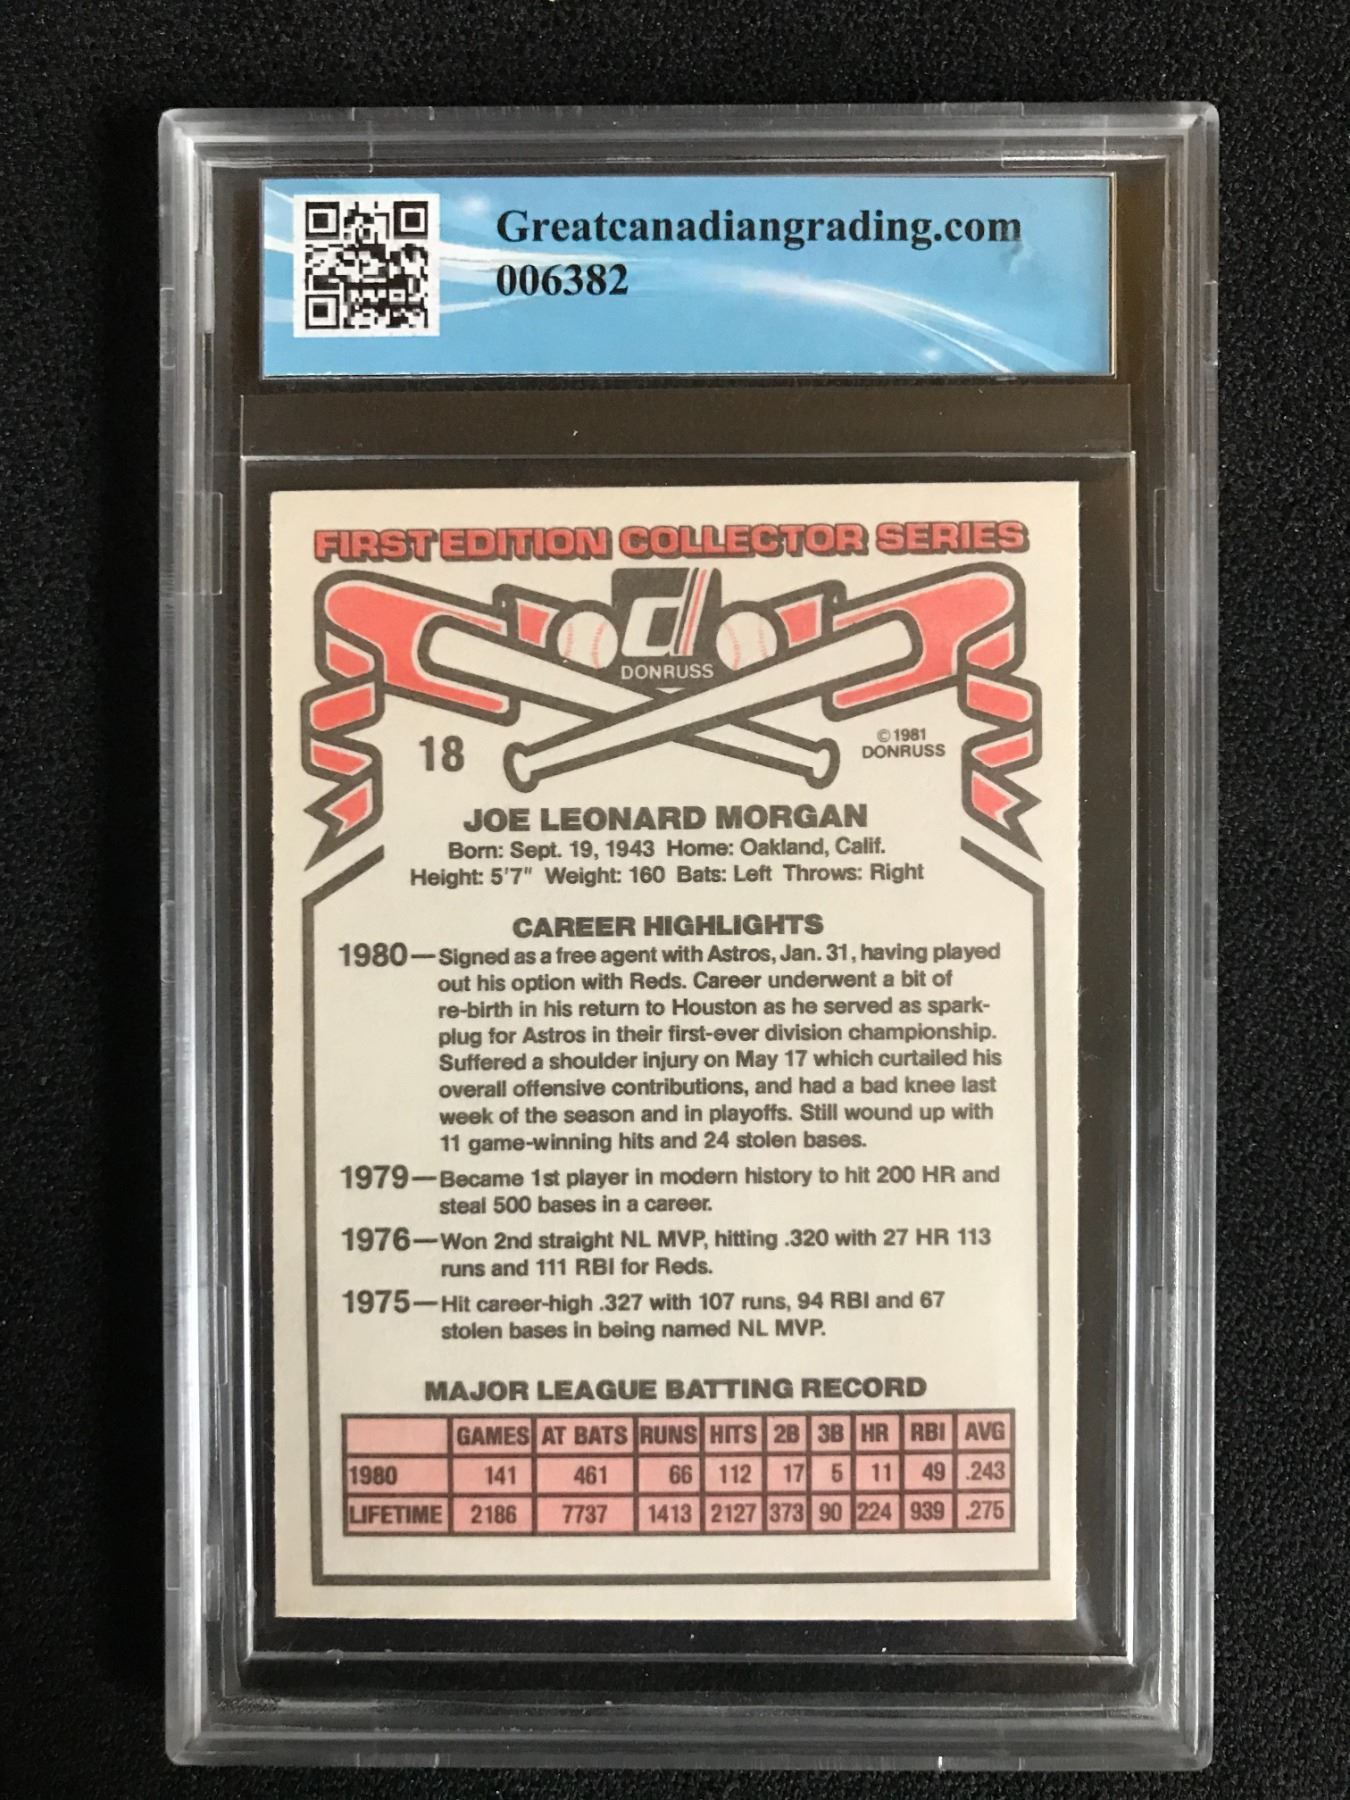 Greatcanadiangrading.com
006382
FIRST EDITION COLLECTOR SERIES
d
DONRUSS
18
© 1981
DONRUSS
JOE LEONARD MORGAN
Born: Sept. 19, 1943 Home: Oakland, Calif.
Height: 5'7" Weight: 160 Bats: Left Throws: Right
CAREER HIGHLIGHTS
1980—Signed as a free agent with Astros, Jan. 31, having played
out his option with Reds. Career underwent a bit of
re-birth in his return to Houston as he served as spark-
plug for Astros in their first-ever division championship.
Suffered a shoulder injury on May 17 which curtailed his
overall offensive contributions, and had a bad knee last
week of the season and in playoffs. Still wound up with
11 game-winning hits and 24 stolen bases.
1979—Became 1st player in modern history to hit 200 HR and
steal 500 bases in a career.
1976—Won 2nd straight NL MVP, hitting .320 with 27 HR 113
runs and 111 RBI for Reds.
1975—Hit career-high .327 with 107 runs, 94 RBI and 67
stolen bases in being named NL MVP.
MAJOR LEAGUE BATTING RECORD
GAMES AT BATS RUNS HITS 2B 3B HR RBI AVG
1980 141 461 66 112 17 5 11 49 .243
LIFETIME 2186 7737 1413 2127 373 90 224 939 .275